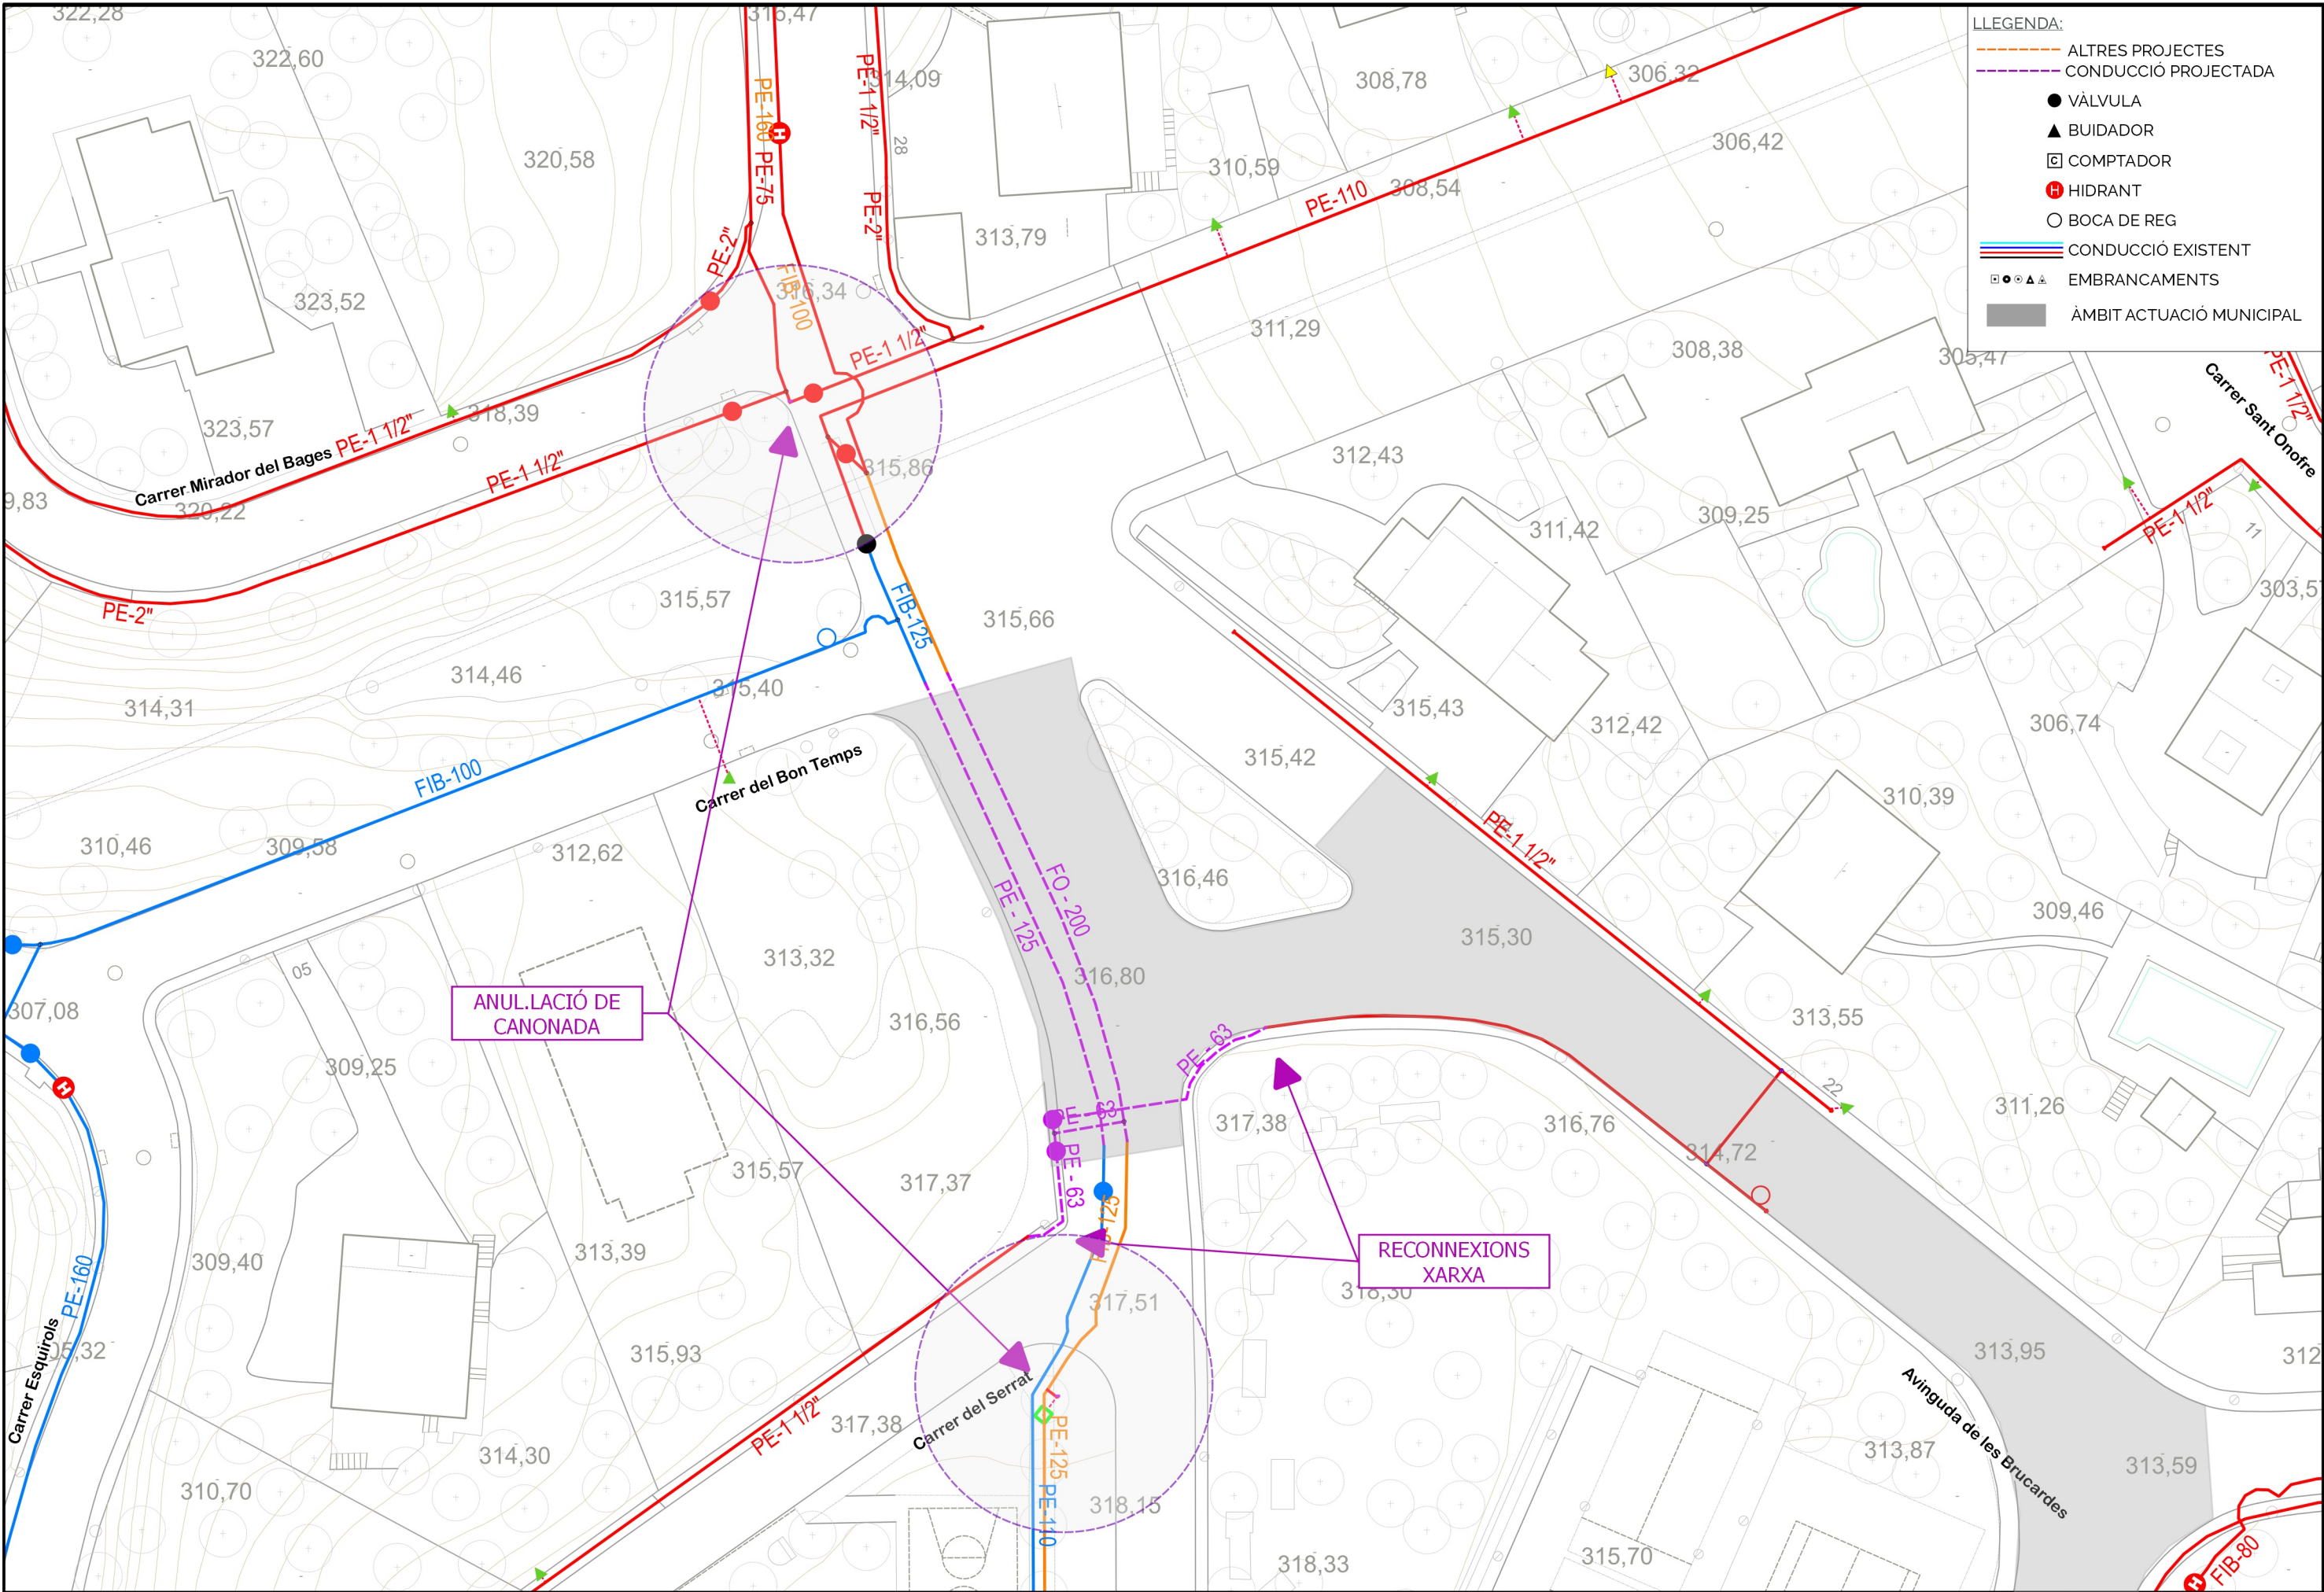 322,28
316,47
LLEGENDA:
ALTRES PROJECTES
CONDUCCIÓ PROJECTADA
VÀLVULA
BUIDADOR
C COMPTADOR
H HIDRANT
BOCA DE REG
CONDUCCIÓ EXISTENT
EMBRANCAMENTS
ÀMBIT ACTUACIÓ MUNICIPAL
322,60
314,09
308,78
306,32
PE-160
PE-1 1/2"
H
28
320,58
PE-75
310,59
306,42
308,54
PE-110
PE-2"
PE-2"
313,79
323,52
FIB-100
316,34
311,29
308,38
305,47
PE-1 1/2"
PE-1 1/2"
Carrer Sant Onofre
323,57
318,39
PE-1 1/2"
Carrer Mirador del Bages
PE-1 1/2"
315,86
312,43
9,83
320,22
311,42
309,25
PE-1 1/2"
11
PE-2"
315,57
FIB-125
315,66
303,5
314,46
315,40
314,31
315,43
312,42
306,74
Carrer del Bon Temps
315,42
FIB-100
310,39
310,46
309,58
312,62
PE-1 1/2"
316,46
FO - 200
PE - 125
309,46
315,30
313,32
05
316,80
ANUL.LACIÓ DE
CANONADA
307,08
316,56
313,55
PE - 63
309,25
H
22
PE 63
317,38
316,76
311,26
314,72
315,57
317,37
PE - 63
309,40
313,39
RECONNEXIONS
XARXA
PE-160
318,30
317,51
Carrer Esquirols
05,32
315,93
313,95
312
Carrer del Serrat
317,38
PE-1 1/2"
PE-125
Avinguda de les Brucardes
314,30
313,87
313,59
310,70
318,15
PE-110
318,33
315,70
H
FIB-80